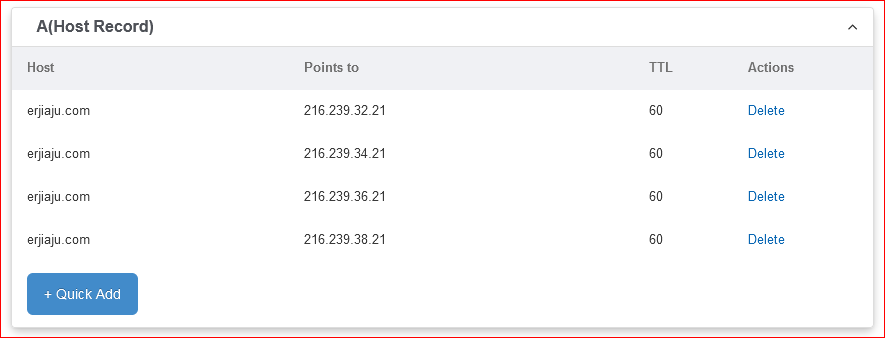 A(Host Record)
Host Points to TTL Actions
erjiaju.com 216.239.32.21 60 Delete
erjiaju.com 216.239.34.21 60 Delete
erjiaju.com 216.239.36.21 60 Delete
erjiaju.com 216.239.38.21 60 Delete
+ Quick Add